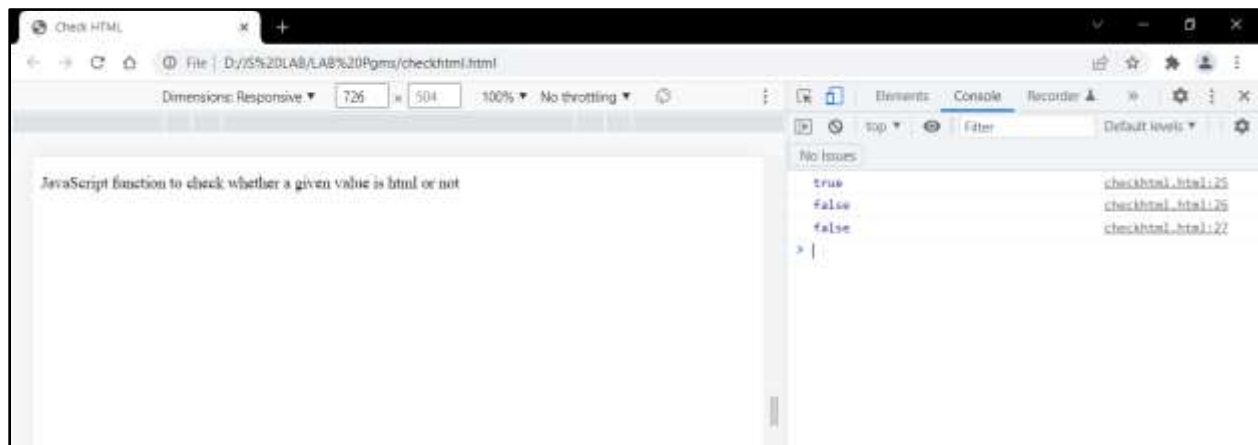 Check HTML
File | D:/JS%20LAB/LAB%20Pgms/checkhtml.html
Dimensions: Responsive 726 × 504 100% No throttling
Elements Console Recorder
top Filter Default levels
No Issues
JavaScript function to check whether a given value is html or not
true checkhtml.html:25
false checkhtml.html:26
false checkhtml.html:27
>